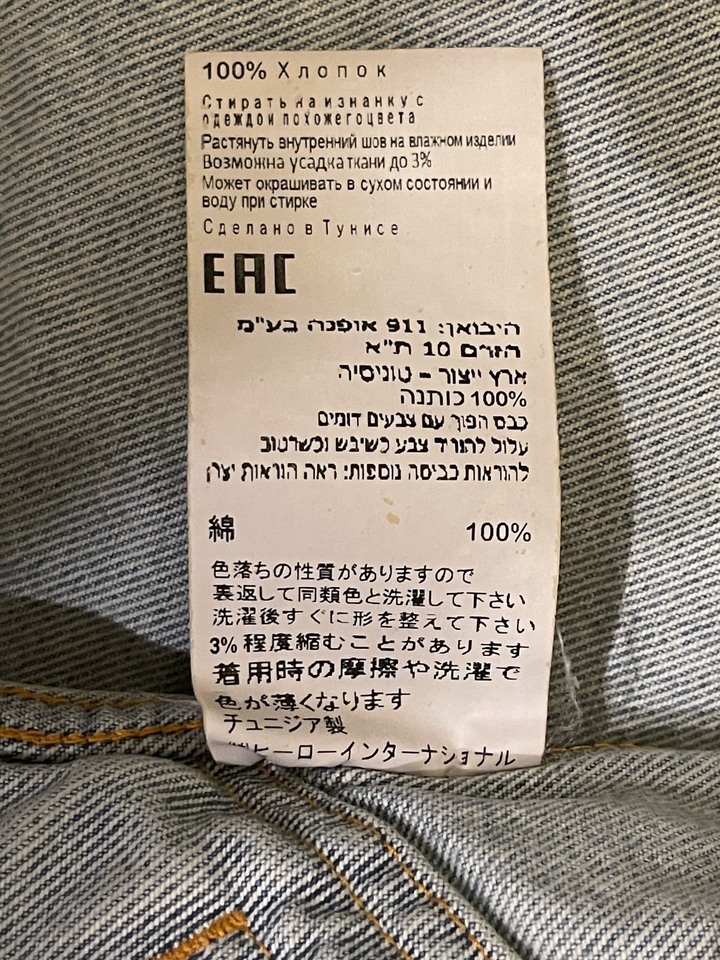 100% Хлопок
Стирать на изнанку с
одеждой похожего цвета
Растянуть внутренний шов на влажном изделии
Возможна усадка ткани до 3%
Может окрашивать в сухом состоянии и
воду при стирке
Сделано в Тунисе
EAC
היבואן: 911 אופנה בע"מ
הזרם 10 ת"א
ארץ ייצור – טוניסיה
100% כותנה
כבס הפוך עם צבעים דומים
עלול להוריד צבע כשיבש וכשרטוב
להוראות כביסה נוספות: ראה הוראות יצרן
綿 100%
色落ちの性質がありますので
裏返して同類色と洗濯して下さい
洗濯後すぐに形を整えて下さい
3% 程度縮むことがあります
着用時の摩擦や洗濯で
色が薄くなります
チュニジア製
ヒーローインターナショナル